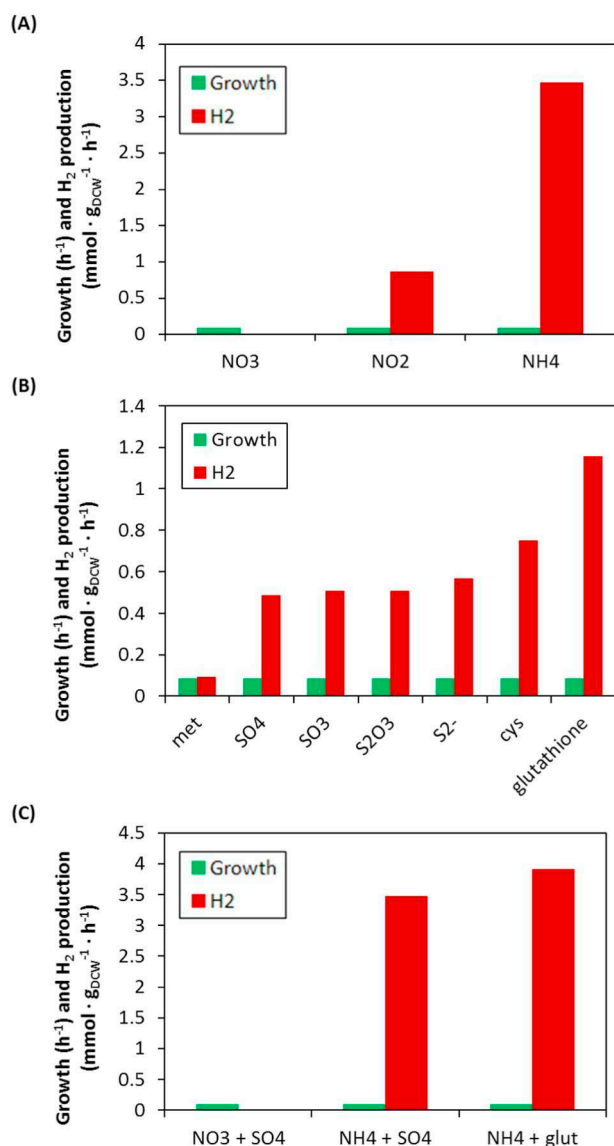 (A)
Growth (h⁻¹) and H₂ production
(mmol · g_DCW⁻¹ · h⁻¹)
4
3.5
3
2.5
2
1.5
1
0.5
0
Growth
H2
NO3 NO2 NH4
(B)
Growth (h⁻¹) and H₂ production
(mmol · g_DCW⁻¹ · h⁻¹)
1.4
1.2
1
0.8
0.6
0.4
0.2
0
Growth
H2
met SO4 SO3 S2O3 S2- cys glutathione
(C)
Growth (h⁻¹) and H₂ production
(mmol · g_DCW⁻¹ · h⁻¹)
4.5
4
3.5
3
2.5
2
1.5
1
0.5
0
Growth
H2
NO3 + SO4 NH4 + SO4 NH4 + glut